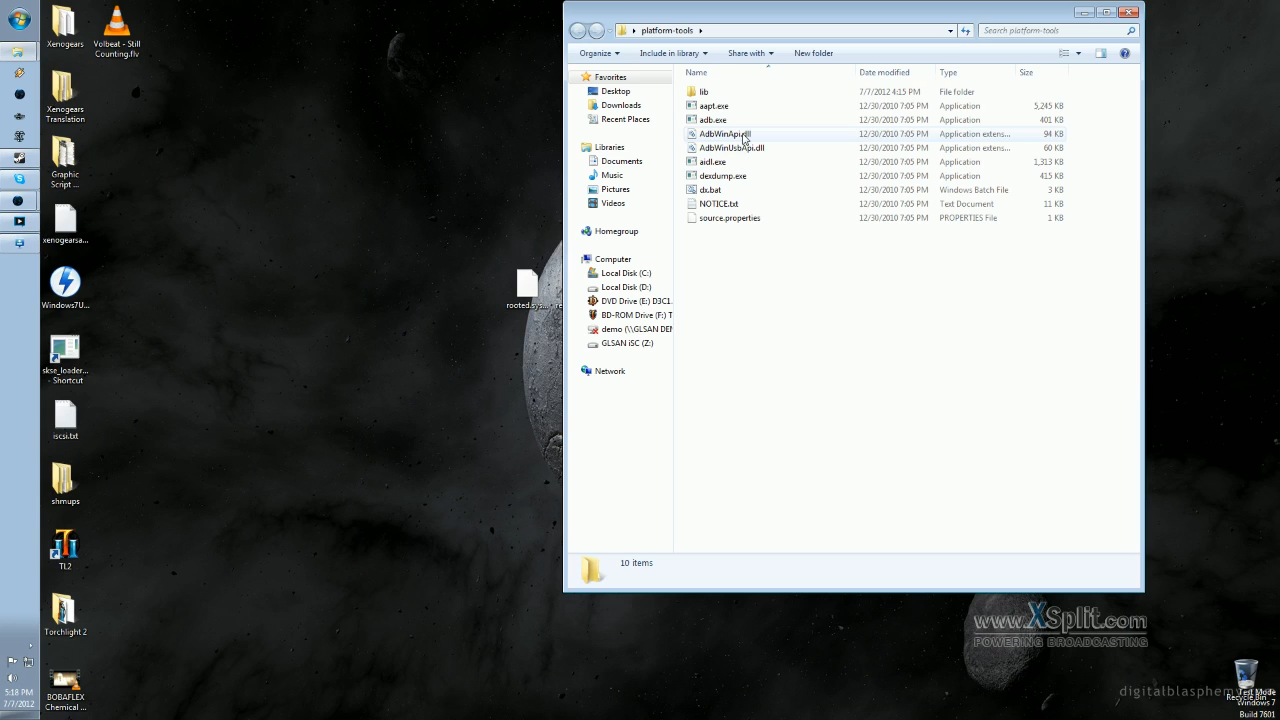 Xenogears
Volbeat - Still Counting.flv
Xenogears Translation
Graphic Script ...
xenogearsa...
Windows7U...
skse_loader... - Shortcut
iscsi.txt
shmups
TL2
Torchlight 2
BOBAFLEX Chemical ...
5:18 PM
7/7/2012
rooted.sys...
platform-tools
Search platform-tools
Organize
Include in library
Share with
New folder
Favorites
Desktop
Downloads
Recent Places
Libraries
Documents
Music
Pictures
Videos
Homegroup
Computer
Local Disk (C:)
Local Disk (D:)
DVD Drive (E:) D3C1.
BD-ROM Drive (F:) T
demo (\\GLSAN DEM
GLSAN iSC (Z:)
Network
Name Date modified Type Size
lib 7/7/2012 4:15 PM File folder
aapt.exe 12/30/2010 7:05 PM Application 5,245 KB
adb.exe 12/30/2010 7:05 PM Application 401 KB
AdbWinApi.dll 12/30/2010 7:05 PM Application extens... 94 KB
AdbWinUsbApi.dll 12/30/2010 7:05 PM Application extens... 60 KB
aidl.exe 12/30/2010 7:05 PM Application 1,313 KB
dexdump.exe 12/30/2010 7:05 PM Application 415 KB
dx.bat 12/30/2010 7:05 PM Windows Batch File 3 KB
NOTICE.txt 12/30/2010 7:05 PM Text Document 11 KB
source.properties 12/30/2010 7:05 PM PROPERTIES File 1 KB
10 items
www.XSplit.com
POWERING BROADCASTING
digitalblasphemy
Recycle Bin
Test Mode
Windows 7
Build 7601